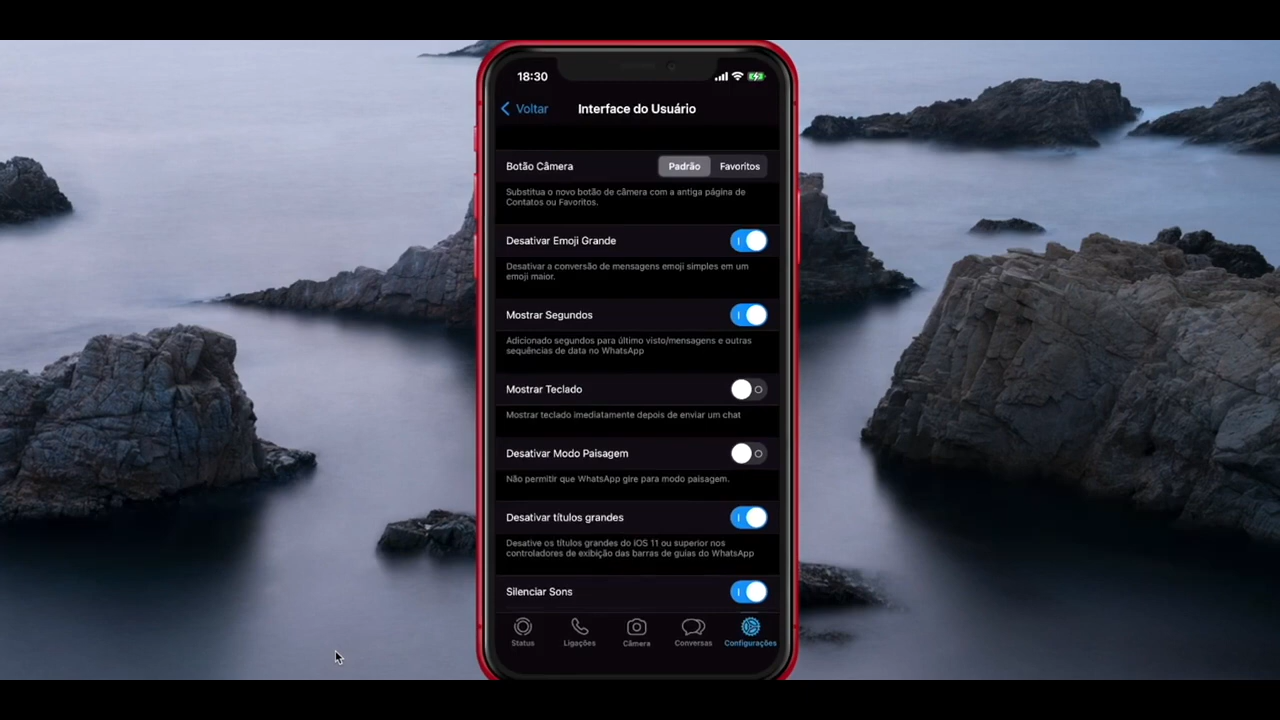 18:30
Voltar
Interface do Usuário
Botão Câmera
Padrão
Favoritos
Substitua o novo botão de câmera com a antiga página de
Contatos ou Favoritos.
Desativar Emoji Grande
Desativar a conversão de mensagens emoji simples em um
emoji maior.
Mostrar Segundos
Adicionado segundos para último visto/mensagens e outras
sequências de data no WhatsApp
Mostrar Teclado
Mostrar teclado imediatamente depois de enviar um chat
Desativar Modo Paisagem
Não permitir que WhatsApp gire para modo paisagem.
Desativar títulos grandes
Desative os títulos grandes do iOS 11 ou superior nos
controladores de exibição das barras de guias do WhatsApp
Silenciar Sons
Status
Ligações
Câmera
Conversas
Configurações